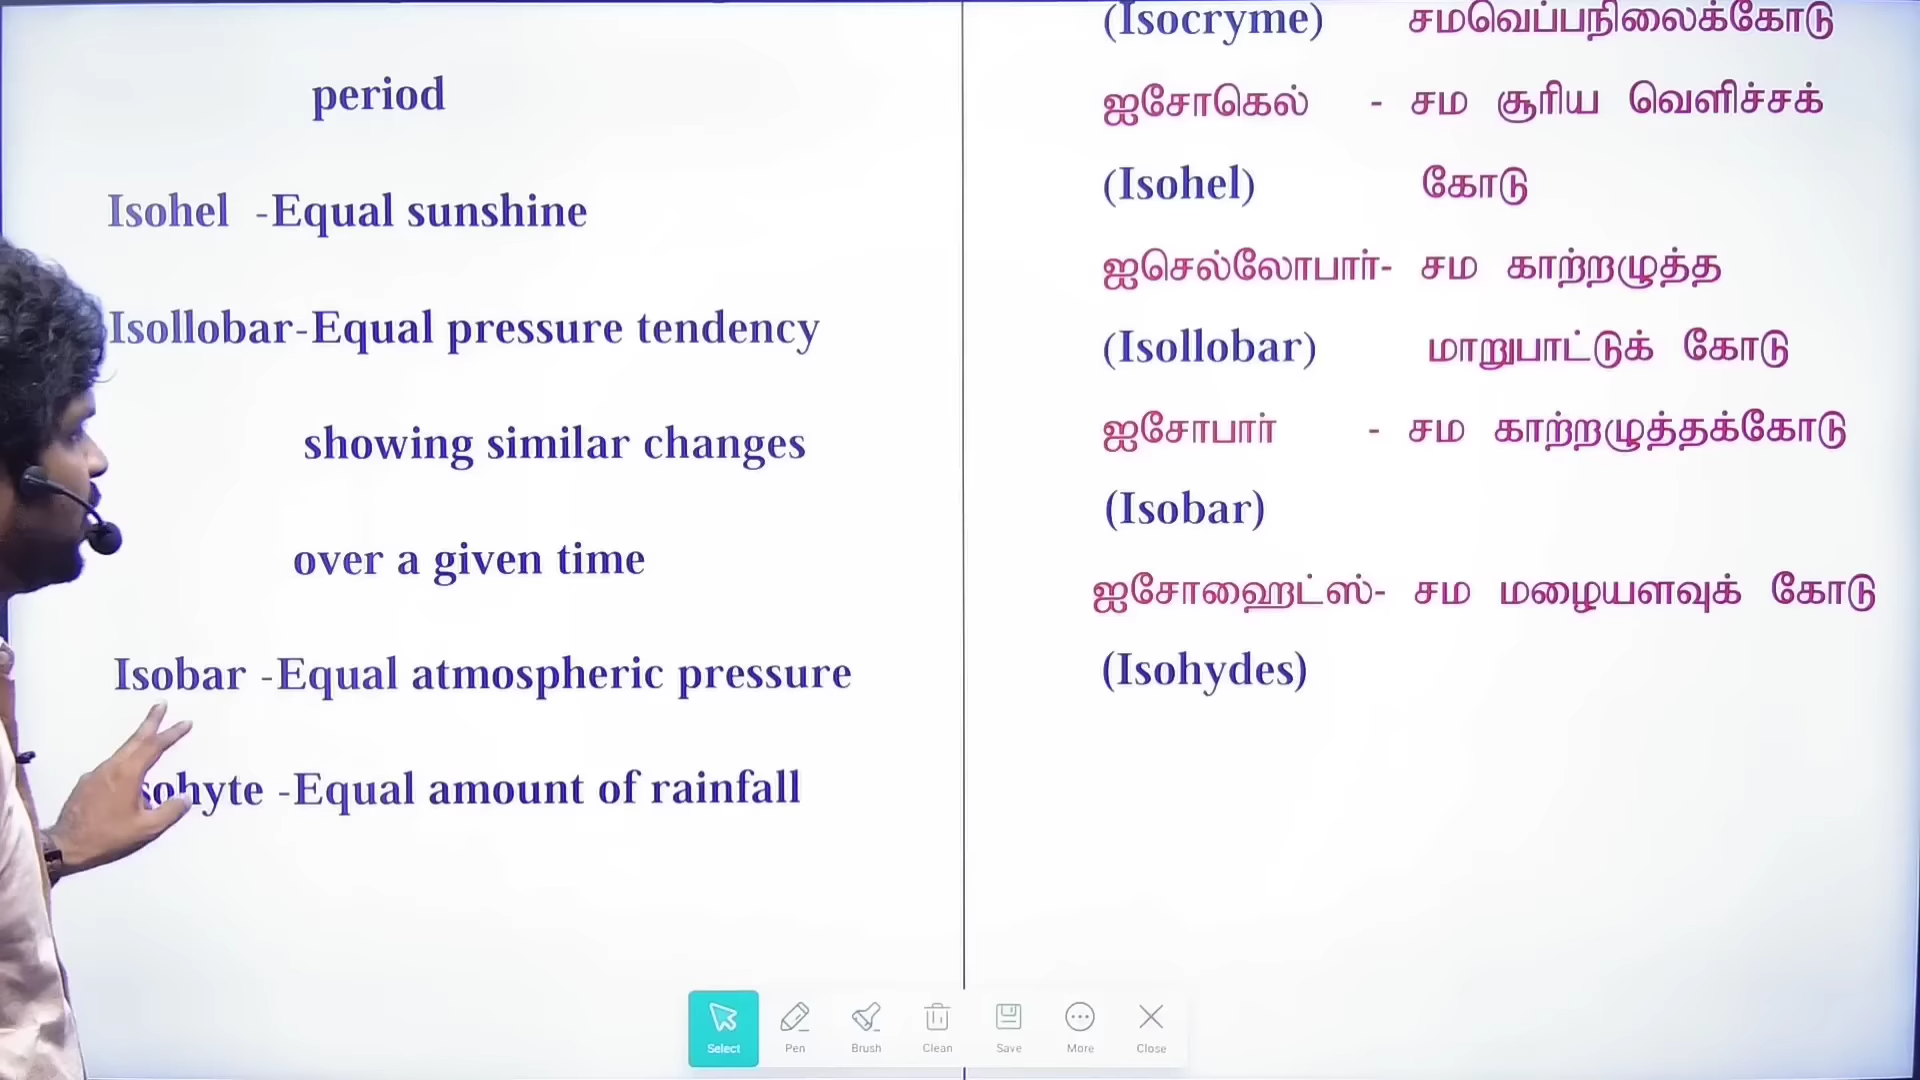 period
Isohel -Equal sunshine
Isollobar-Equal pressure tendency
showing similar changes
over a given time
Isobar -Equal atmospheric pressure
sohyte -Equal amount of rainfall
(Isocryme) சமவெப்பநிலைக்கோடு
ஐசோகெல் - சம சூரிய வெளிச்சக்
(Isohel) கோடு
ஐசெல்லோபார்- சம காற்றழுத்த
(Isollobar) மாறுபாட்டுக் கோடு
ஐசோபார் - சம காற்றழுத்தக்கோடு
(Isobar)
ஐசோஹைட்ஸ்- சம மழையளவுக் கோடு
(Isohydes)
Select Pen Brush Clean Save More Close